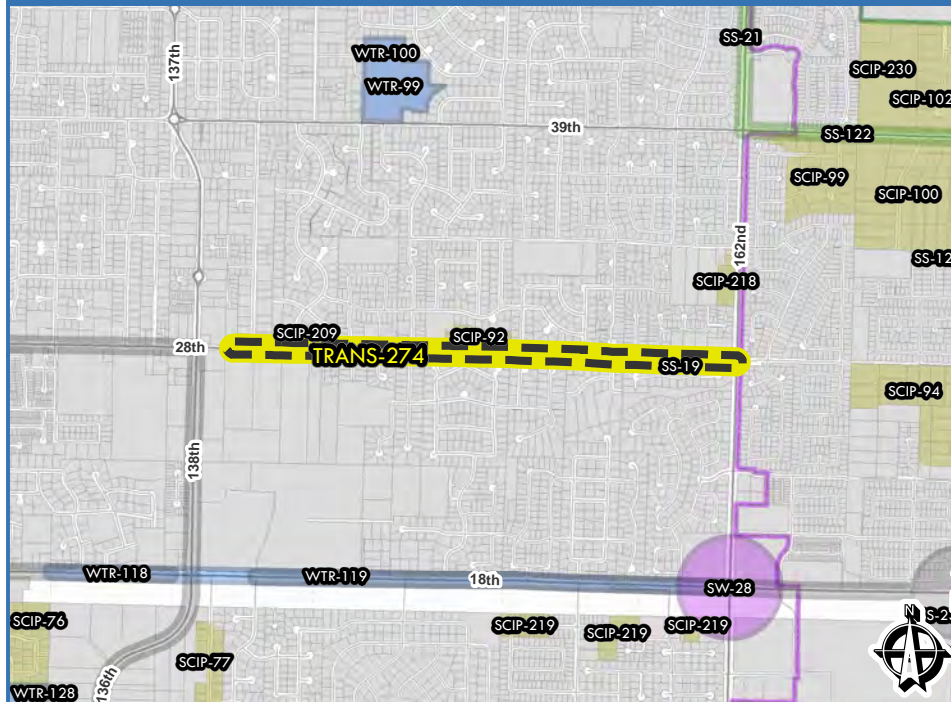 SS-21
137th
WTR-100
SCIP-230
WTR-99
SCIP-102
39th
SS-122
SCIP-99
SCIP-100
162nd
SS-12
SCIP-218
SCIP-209
SCIP-92
28th
TRANS-274
SS-19
SCIP-94
138th
WTR-118
WTR-119
18th
SW-28
SCIP-76
SCIP-219
SCIP-219
SCIP-219
N
SCIP-77
136th
WTR-128